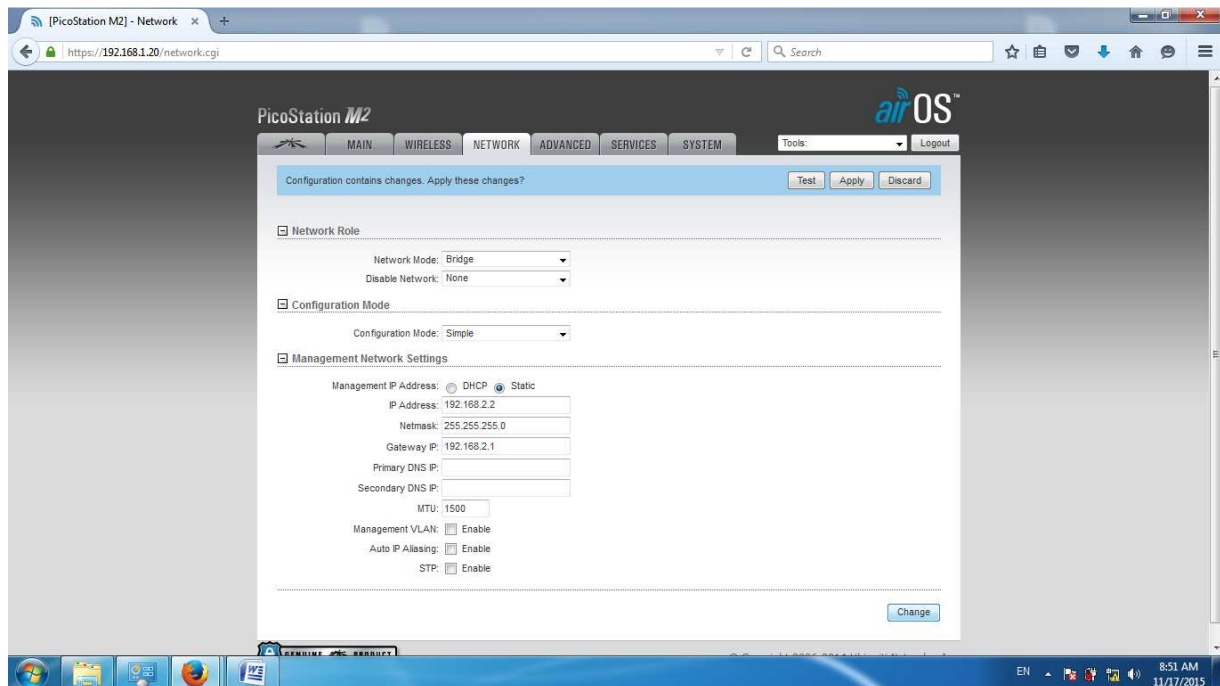 [PicoStation M2] - Network
https://192.168.1.20/network.cgi
Search
PicoStation M2
airOS™
MAIN WIRELESS NETWORK ADVANCED SERVICES SYSTEM Tools: Logout
Configuration contains changes. Apply these changes? Test Apply Discard
Network Role
Network Mode: Bridge
Disable Network: None
Configuration Mode
Configuration Mode: Simple
Management Network Settings
Management IP Address: DHCP Static
IP Address: 192.168.2.2
Netmask: 255.255.255.0
Gateway IP: 192.168.2.1
Primary DNS IP:
Secondary DNS IP:
MTU: 1500
Management VLAN: Enable
Auto IP Aliasing: Enable
STP: Enable
Change
GENUINE PRODUCT
EN 8:51 AM
11/17/2015